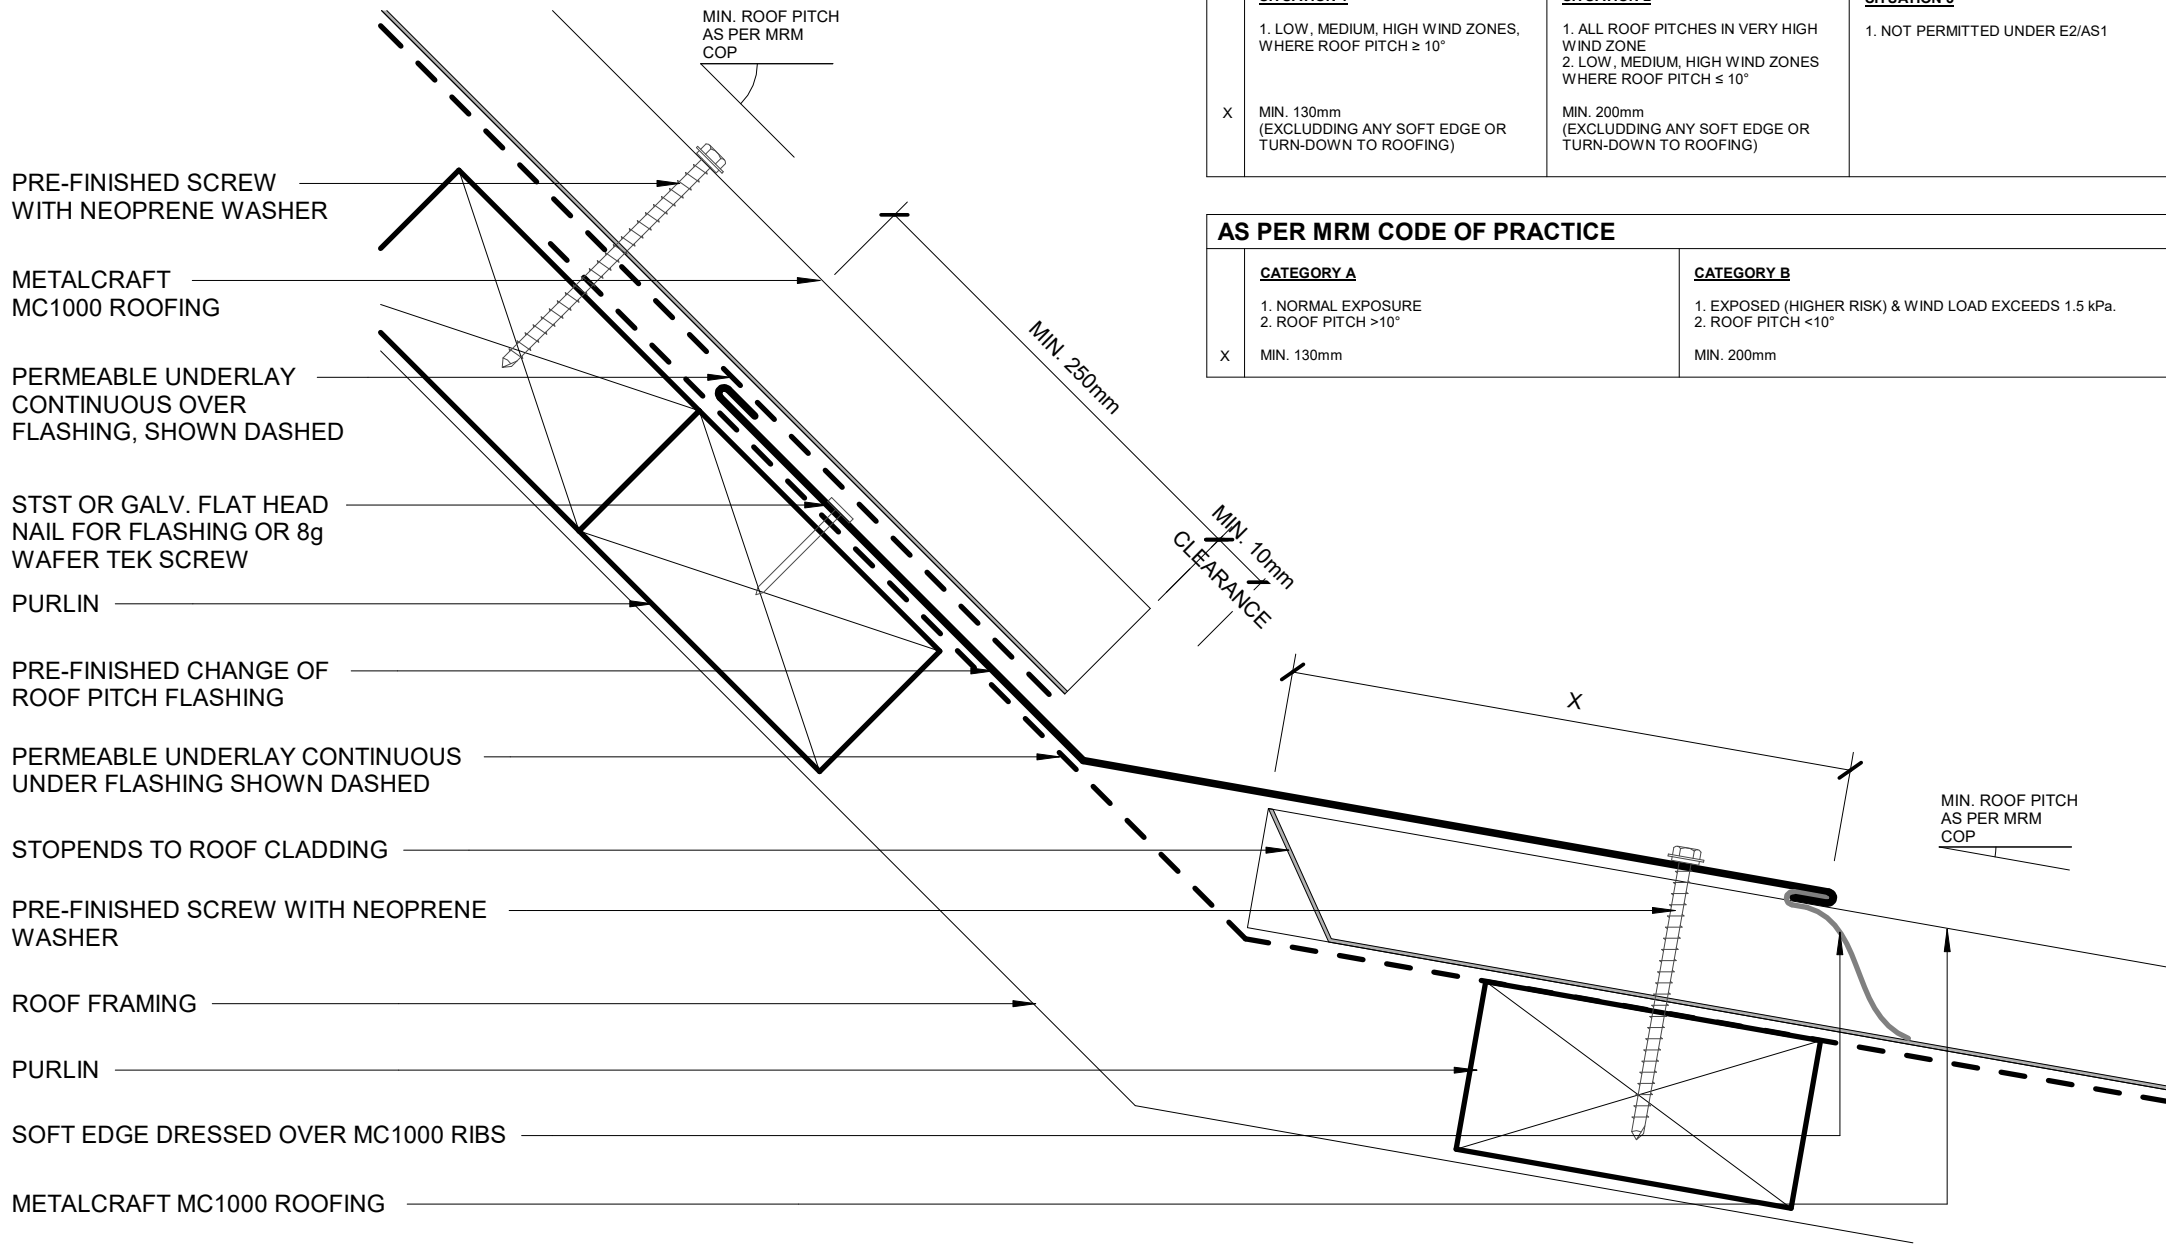 MIN. ROOF PITCH
AS PER MRM
COP
1. LOW, MEDIUM, HIGH WIND ZONES,
WHERE ROOF PITCH ≥ 10°
1. ALL ROOF PITCHES IN VERY HIGH
WIND ZONE
2. LOW, MEDIUM, HIGH WIND ZONES
WHERE ROOF PITCH ≤ 10°
1. NOT PERMITTED UNDER E2/AS1
X
MIN. 130mm
(EXCLUDDING ANY SOFT EDGE OR
TURN-DOWN TO ROOFING)
MIN. 200mm
(EXCLUDDING ANY SOFT EDGE OR
TURN-DOWN TO ROOFING)
AS PER MRM CODE OF PRACTICE
CATEGORY A
1. NORMAL EXPOSURE
2. ROOF PITCH >10°
CATEGORY B
1. EXPOSED (HIGHER RISK) & WIND LOAD EXCEEDS 1.5 kPa.
2. ROOF PITCH <10°
X
MIN. 130mm
MIN. 200mm
PRE-FINISHED SCREW
WITH NEOPRENE WASHER
METALCRAFT
MC1000 ROOFING
PERMEABLE UNDERLAY
CONTINUOUS OVER
FLASHING, SHOWN DASHED
STST OR GALV. FLAT HEAD
NAIL FOR FLASHING OR 8g
WAFER TEK SCREW
PURLIN
PRE-FINISHED CHANGE OF
ROOF PITCH FLASHING
PERMEABLE UNDERLAY CONTINUOUS
UNDER FLASHING SHOWN DASHED
STOPENDS TO ROOF CLADDING
PRE-FINISHED SCREW WITH NEOPRENE
WASHER
ROOF FRAMING
PURLIN
SOFT EDGE DRESSED OVER MC1000 RIBS
METALCRAFT MC1000 ROOFING
MIN. 250mm
MIN. 10mm
CLEARANCE
X
MIN. ROOF PITCH
AS PER MRM
COP